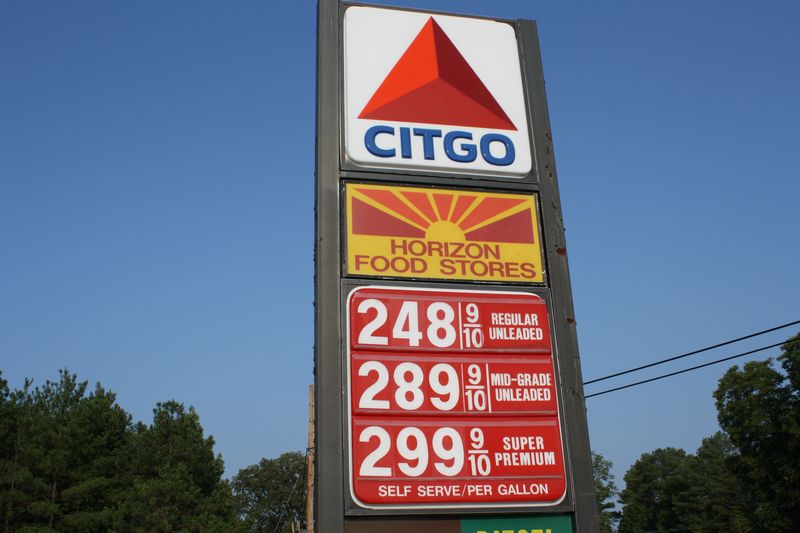 CITGO
HORIZON
FOOD STORES
248 9/10 REGULAR UNLEADED
289 9/10 MID-GRADE UNLEADED
299 9/10 SUPER PREMIUM
SELF SERVE/PER GALLON
DIESEL